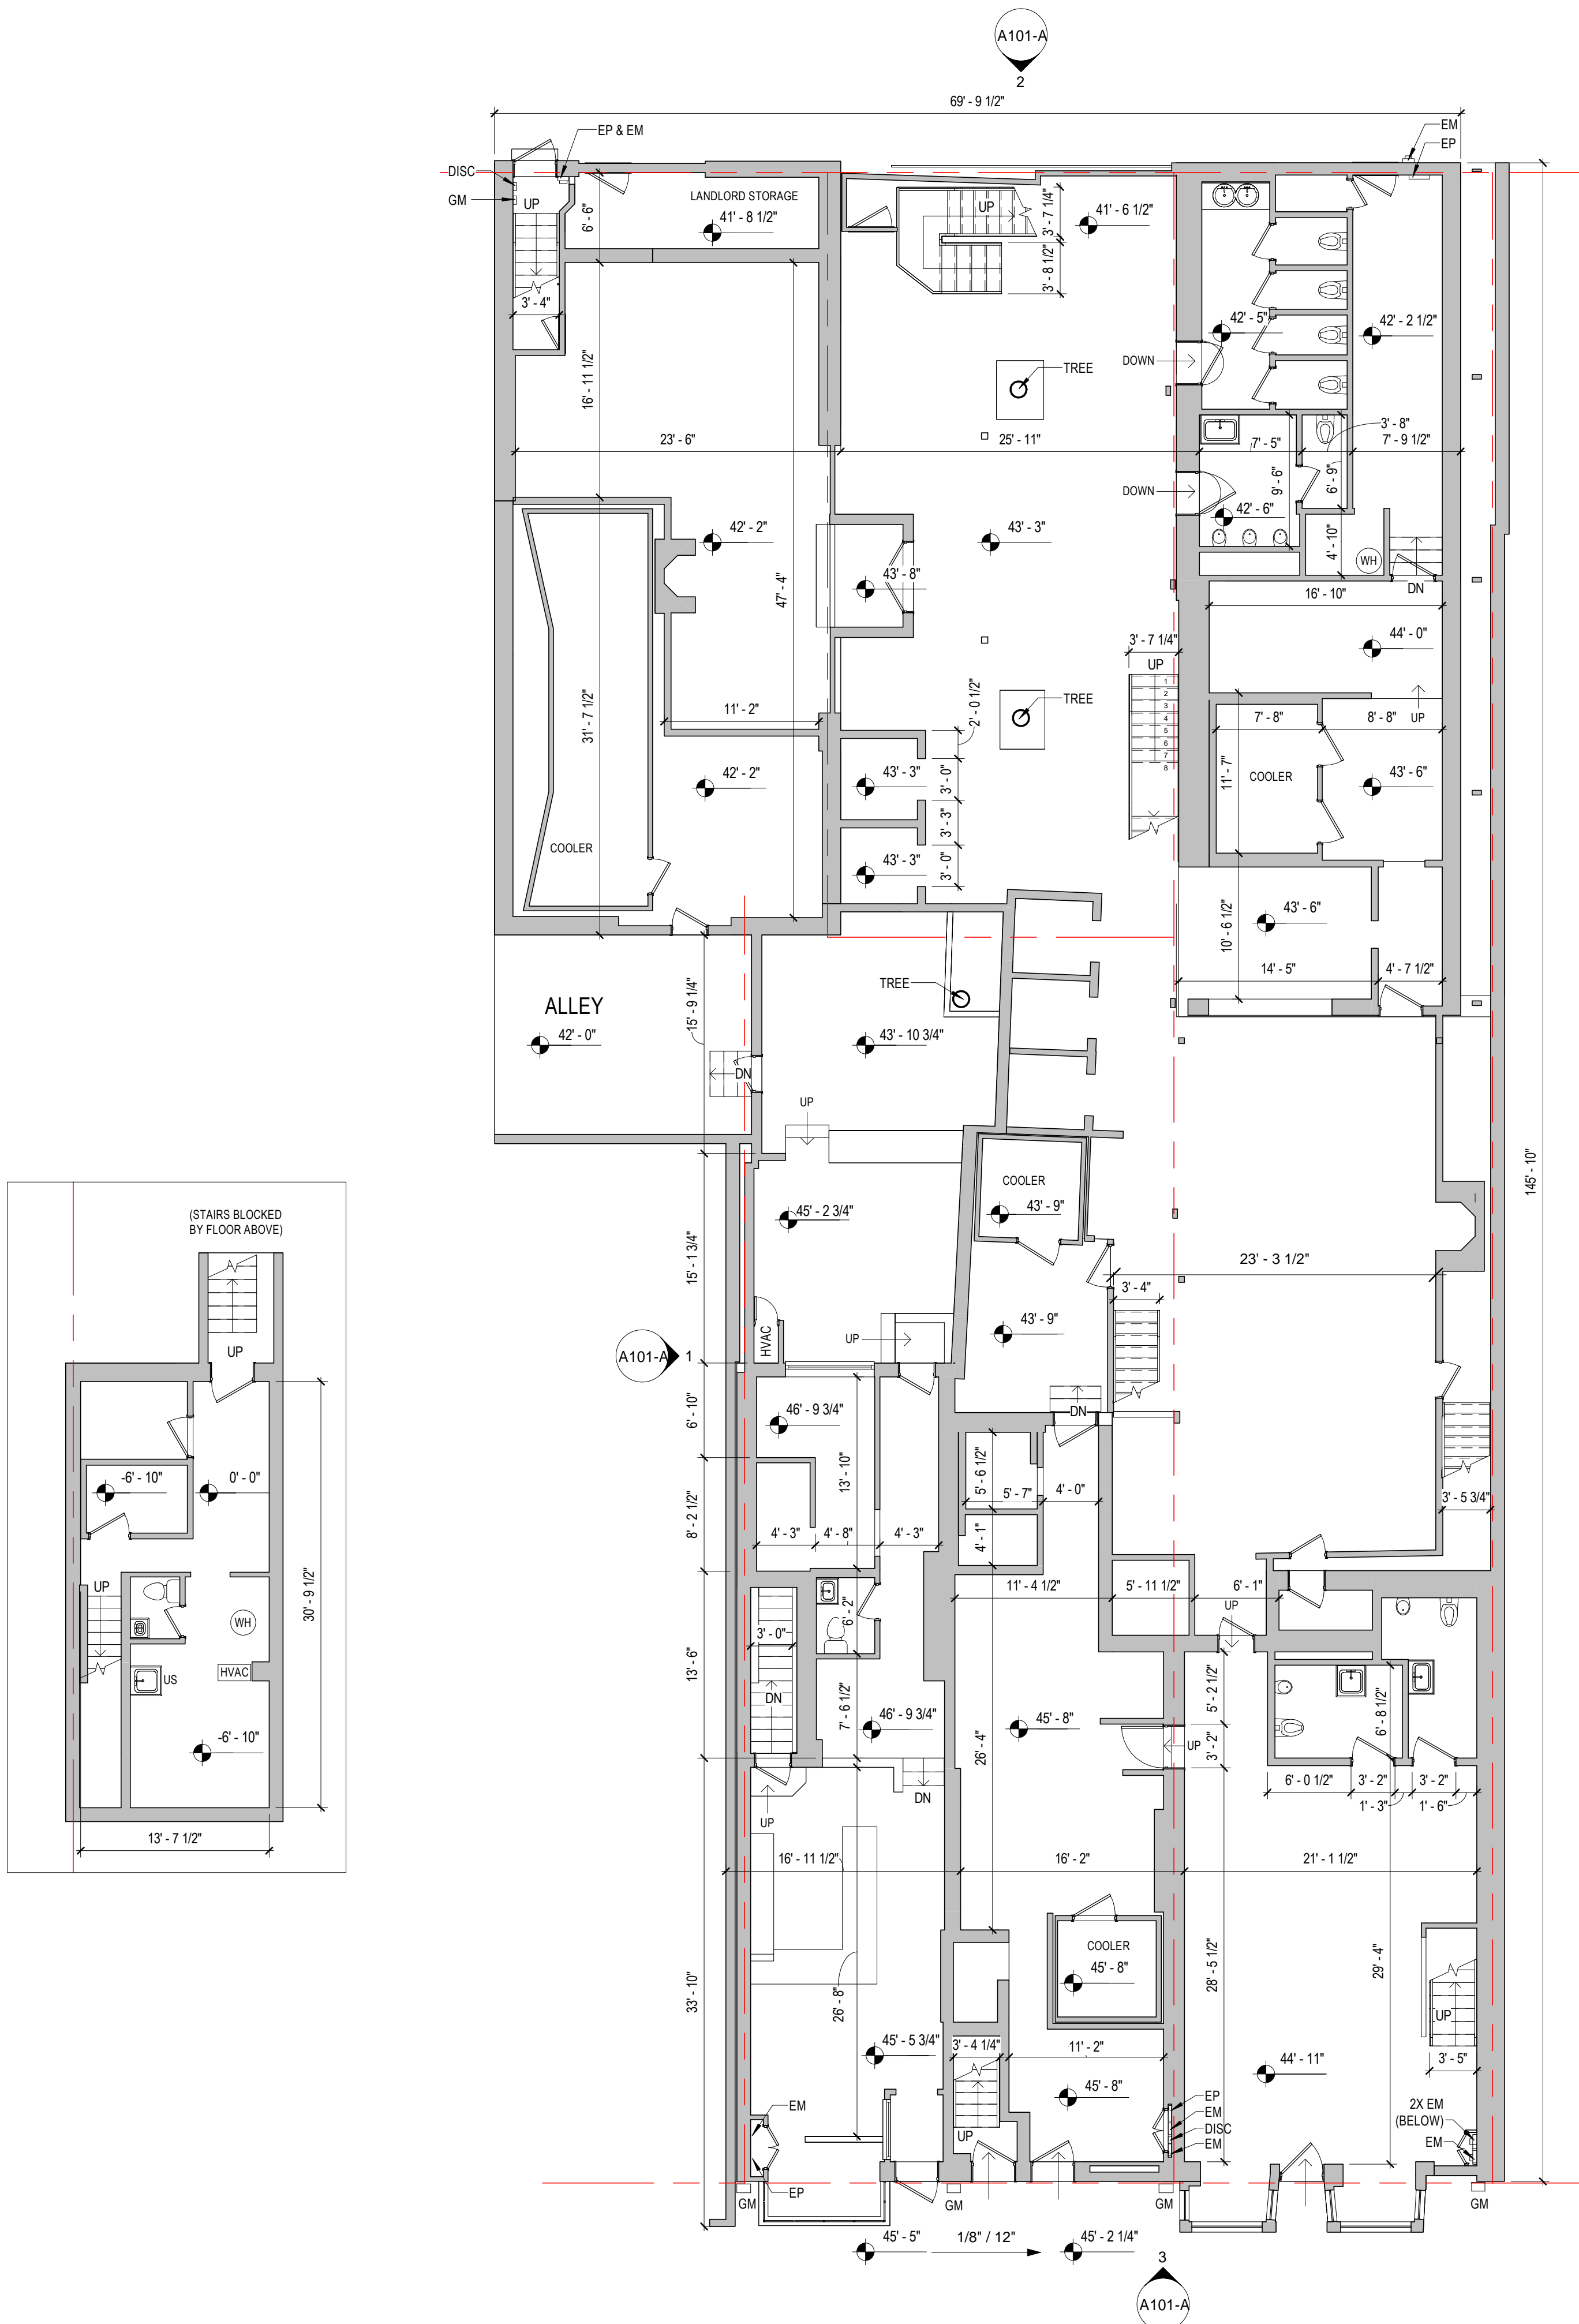 A101-A
2
69' - 9 1/2"
EP & EM
EM
EP
DISC
GM
UP
6' - 6"
LANDLORD STORAGE
41' - 8 1/2"
UP
3' - 7 1/4"
41' - 6 1/2"
3' - 8 1/2"
3' - 4"
42' - 5"
42' - 2 1/2"
DOWN
TREE
16' - 11 1/2"
23' - 6"
25' - 11"
7' - 5"
3' - 8"
7' - 9 1/2"
9' - 6"
6' - 9"
DOWN
42' - 6"
42' - 2"
43' - 3"
4' - 10"
WH
DN
43' - 8"
47' - 4"
16' - 10"
44' - 0"
3' - 7 1/4"
UP
1
2
3
4
5
6
7
8
31' - 7 1/2"
11' - 2"
2' - 0 1/2"
TREE
7' - 8"
8' - 8"
UP
42' - 2"
43' - 3"
3' - 0"
11' - 7"
COOLER
43' - 6"
3' - 3"
COOLER
43' - 3"
3' - 0"
43' - 6"
10' - 6 1/2"
14' - 5"
4' - 7 1/2"
ALLEY
42' - 0"
15' - 9 1/4"
TREE
43' - 10 3/4"
DN
UP
145' - 10"
COOLER
43' - 9"
45' - 2 3/4"
15' - 1 3/4"
23' - 3 1/2"
3' - 4"
43' - 9"
HVAC
UP
A101-A
1
(STAIRS BLOCKED
BY FLOOR ABOVE)
UP
-6' - 10"
0' - 0"
UP
WH
30' - 9 1/2"
US
HVAC
-6' - 10"
13' - 7 1/2"
DN
6' - 10"
46' - 9 3/4"
13' - 10"
5' - 6 1/2"
5' - 7"
4' - 0"
3' - 5 3/4"
8' - 2 1/2"
4' - 3"
4' - 8"
4' - 3"
4' - 1"
11' - 4 1/2"
5' - 11 1/2"
6' - 1"
UP
3' - 0"
6' - 2"
13' - 6"
DN
7' - 6 1/2"
46' - 9 3/4"
45' - 8"
26' - 4"
5' - 2 1/2"
3' - 2"
UP
6' - 8 1/2"
DN
UP
6' - 0 1/2"
3' - 2"
3' - 2"
1' - 3"
1' - 6"
16' - 11 1/2"
16' - 2"
21' - 1 1/2"
COOLER
45' - 8"
33' - 10"
26' - 8"
28' - 5 1/2"
29' - 4"
UP
45' - 5 3/4"
3' - 4 1/4"
11' - 2"
44' - 11"
3' - 5"
45' - 8"
EM
EP
EM
DISC
EM
UP
2X EM
(BELOW)
EM
EP
GM
GM
GM
GM
45' - 5"
1/8" / 12"
45' - 2 1/4"
3
A101-A